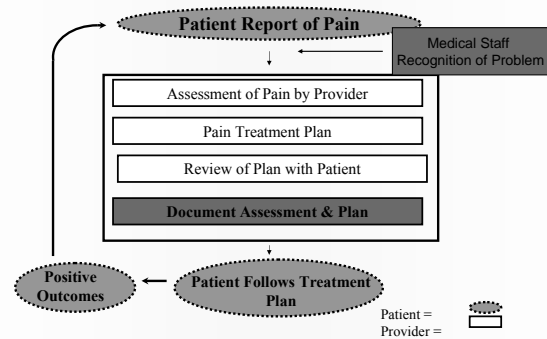 Patient Report of Pain
Medical Staff
Recognition of Problem
Assessment of Pain by Provider
Pain Treatment Plan
Review of Plan with Patient
Document Assessment & Plan
Positive
Outcomes
Patient Follows Treatment
Plan
Patient =
Provider =